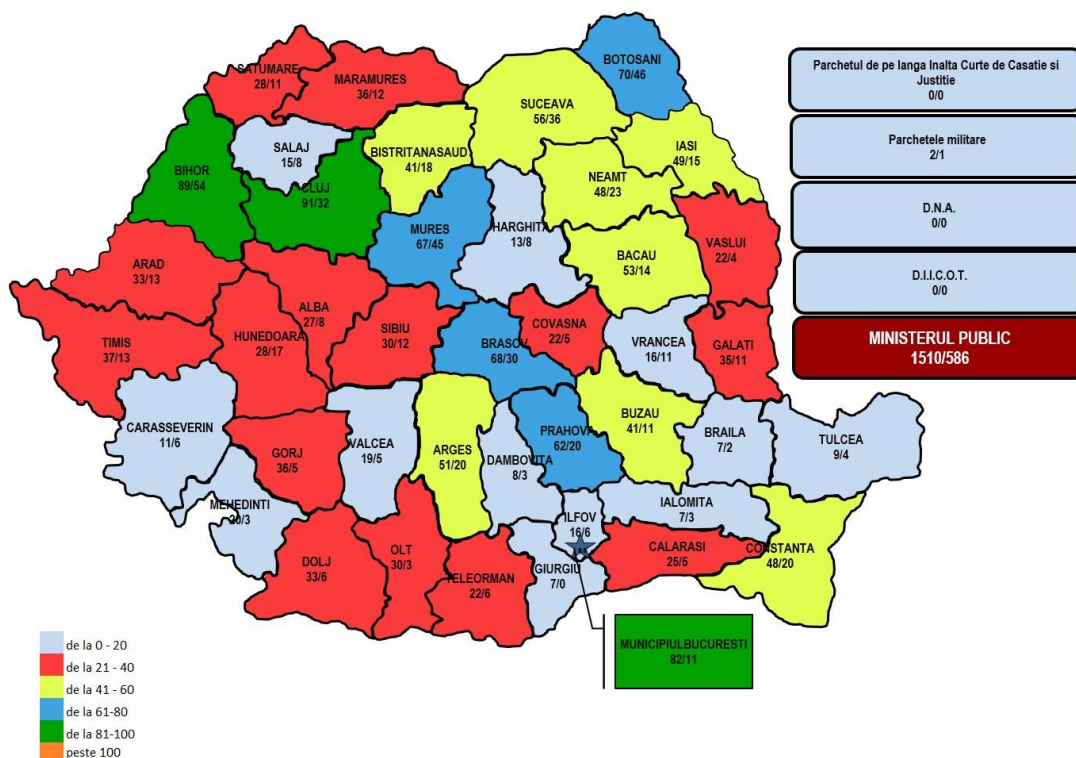 SATUMARE
28/11
MARAMURES
36/12
BOTOSANI
70/46
SUCEAVA
56/36
SALAJ
15/8
BISTRITANASAUD
41/18
IASI
49/15
BIHOR
89/54
CLUJ
91/32
NEAMT
48/23
MURES
67/45
HARGHITA
13/8
BACAU
53/14
VASLUI
22/4
ARAD
33/13
ALBA
27/8
TIMIS
37/13
HUNEDOARA
28/17
SIBIU
30/12
BRASOV
68/30
COVASNA
22/5
VRANCEA
16/11
GALATI
35/11
CARASSEVERIN
11/6
GORJ
36/5
VALCEA
19/5
ARGES
51/20
DAMBOVITA
8/3
PRAHOVA
62/20
BUZAU
41/11
BRAILA
7/2
TULCEA
9/4
MEHEDINTI
20/3
DOLJ
33/6
OLT
30/3
TELEORMAN
22/6
GIURGIU
7/0
ILFOV
16/6
IALOMITA
7/3
CALARASI
25/5
CONSTANTA
48/20
MUNICIPIULBUCURESTI
82/11
Parchetul de pe langa Inalta Curte de Casatie si
Justitie
0/0
Parchetele militare
2/1
D.N.A.
0/0
D.I.I.C.O.T.
0/0
MINISTERUL PUBLIC
1510/586
de la 0 - 20
de la 21 - 40
de la 41 - 60
de la 61-80
de la 81-100
peste 100